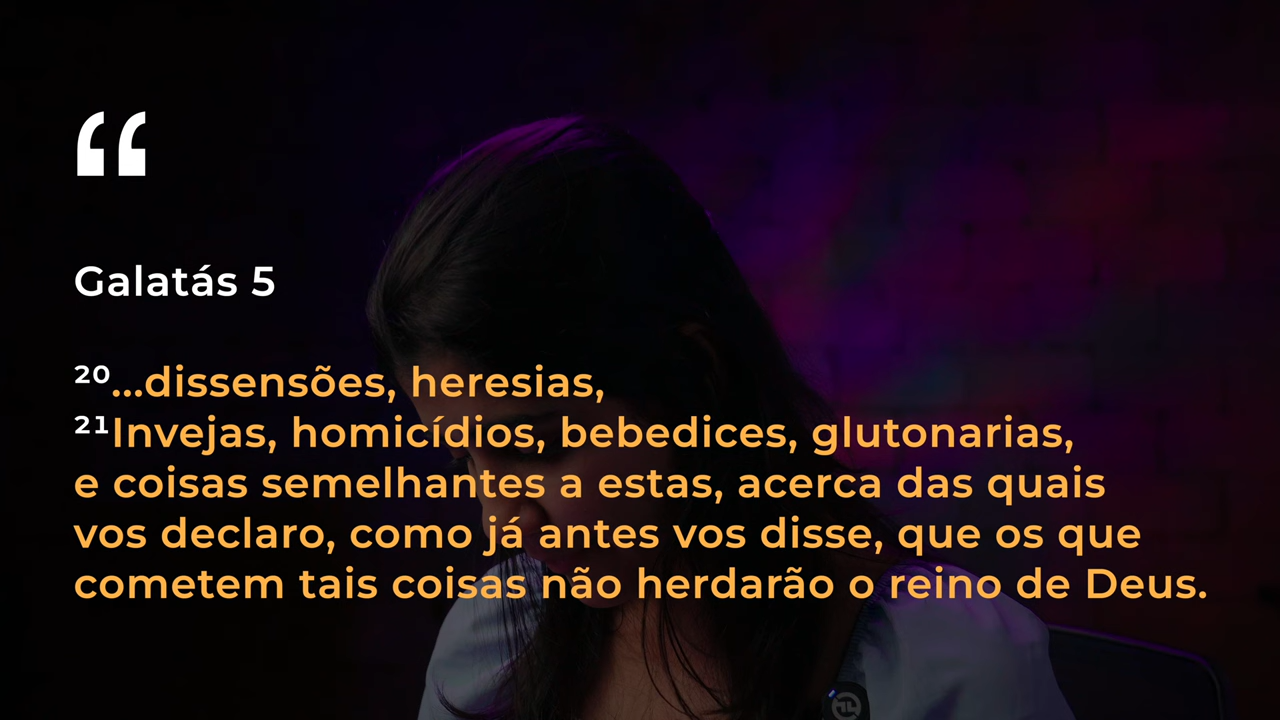 “
Galatás 5
²⁰...dissensões, heresias,
²¹Invejas, homicídios, bebedices, glutonarias,
e coisas semelhantes a estas, acerca das quais
vos declaro, como já antes vos disse, que os que
cometem tais coisas não herdarão o reino de Deus.